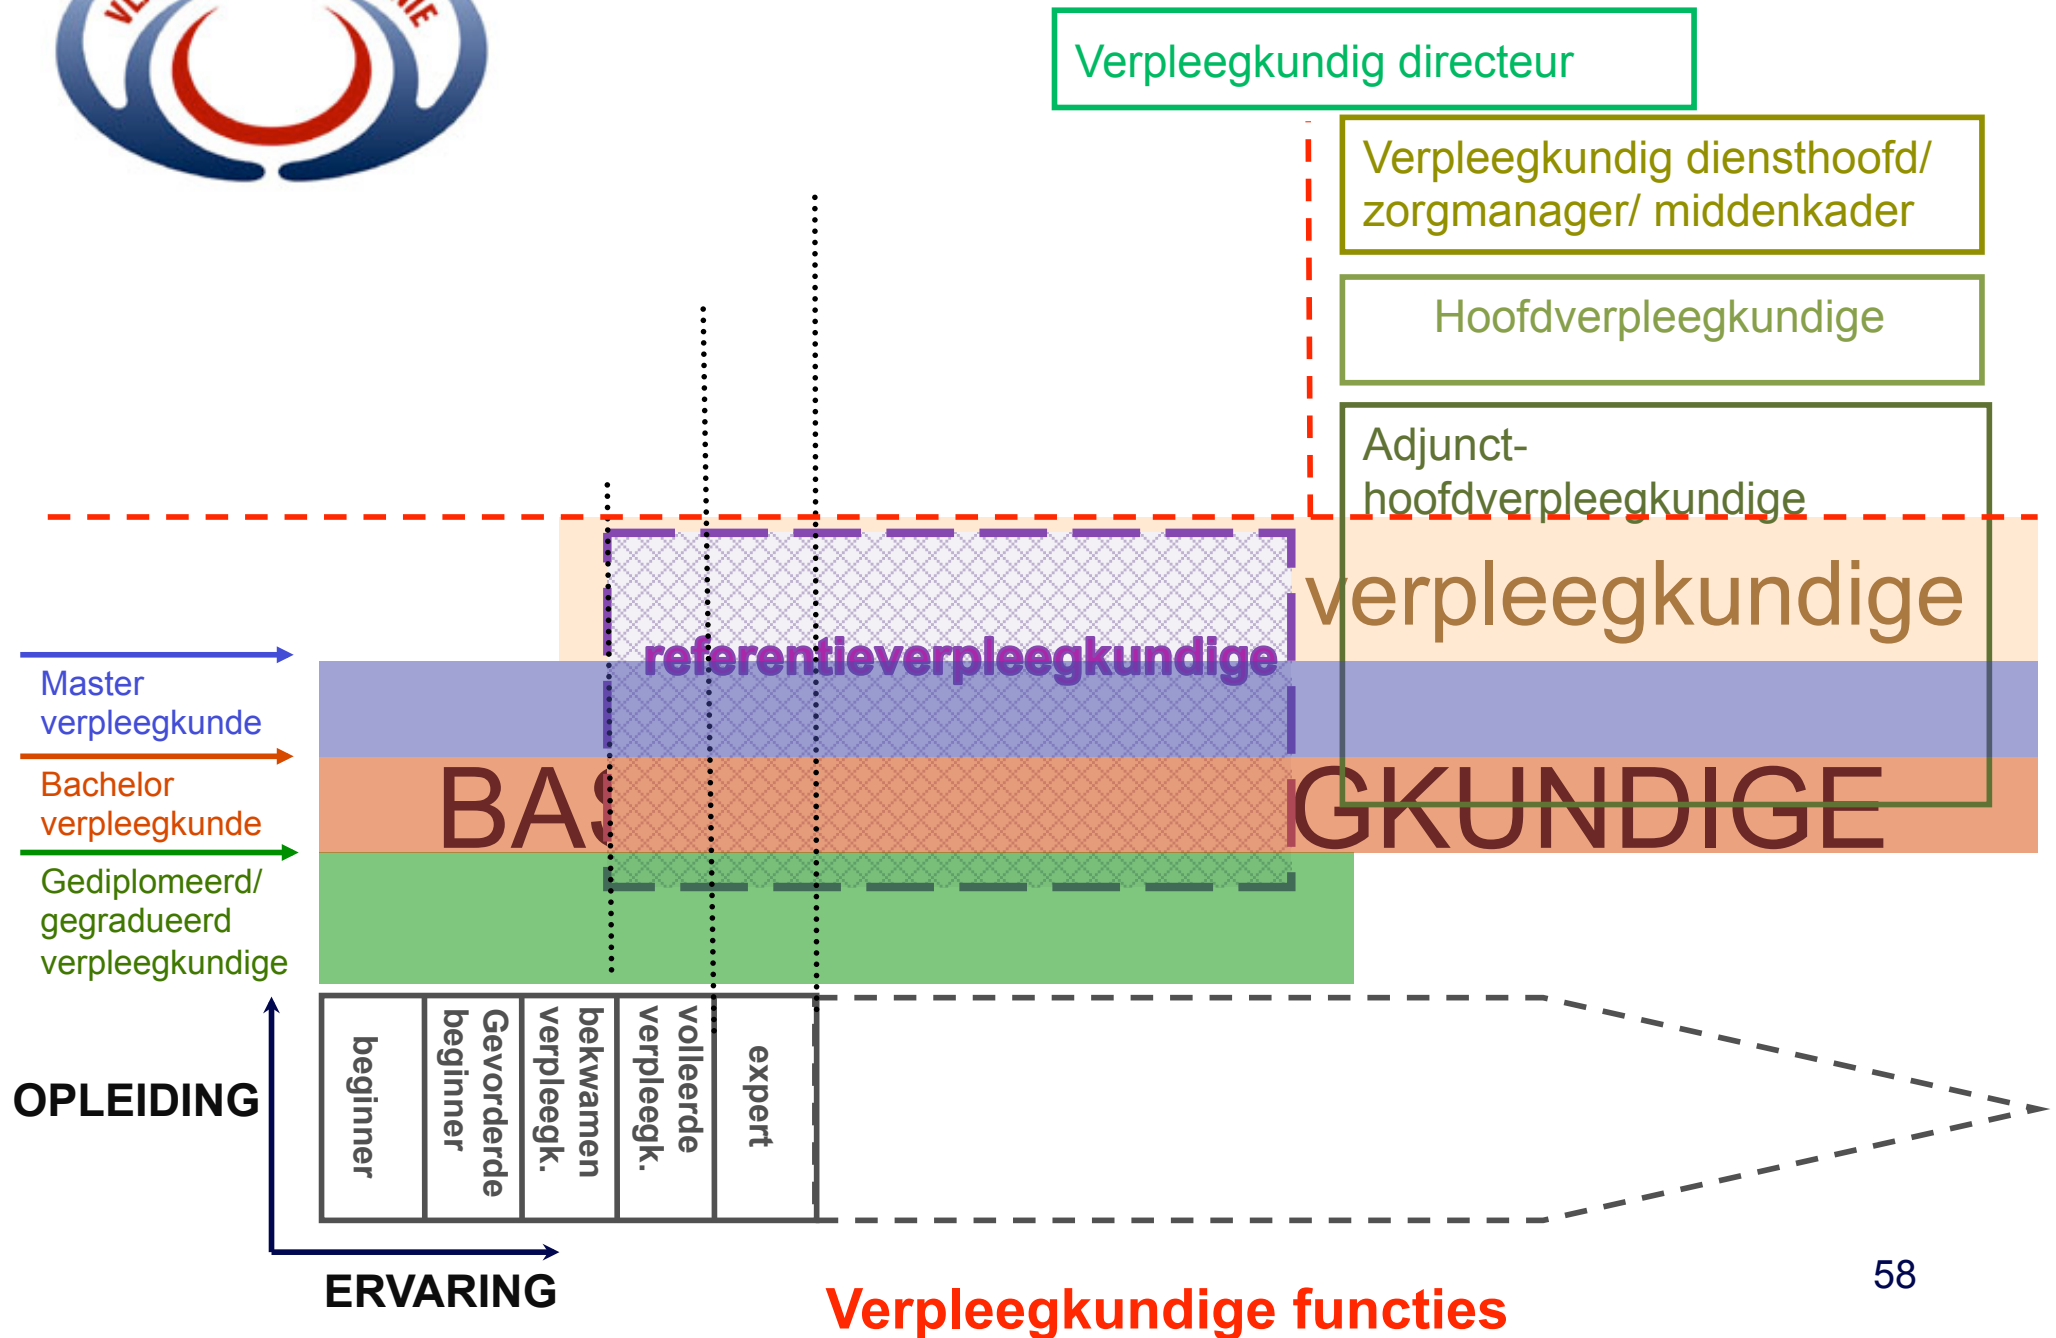 Verpleegkundig directeur
Verpleegkundig diensthoofd/
zorgmanager/ middenkader
Hoofdverpleegkundige
Adjunct-
hoofdverpleegkundige
verpleegkundige
referentieverpleegkundige
Master
verpleegkunde
BAS GKUNDIGE
Bachelor
verpleegkunde
Gediplomeerd/
gegradueerd
verpleegkundige
beginner
Gevorderde
beginner
bekwamen
verpleegk.
volleerde
verpleegk.
expert
OPLEIDING
ERVARING
58
Verpleegkundige functies